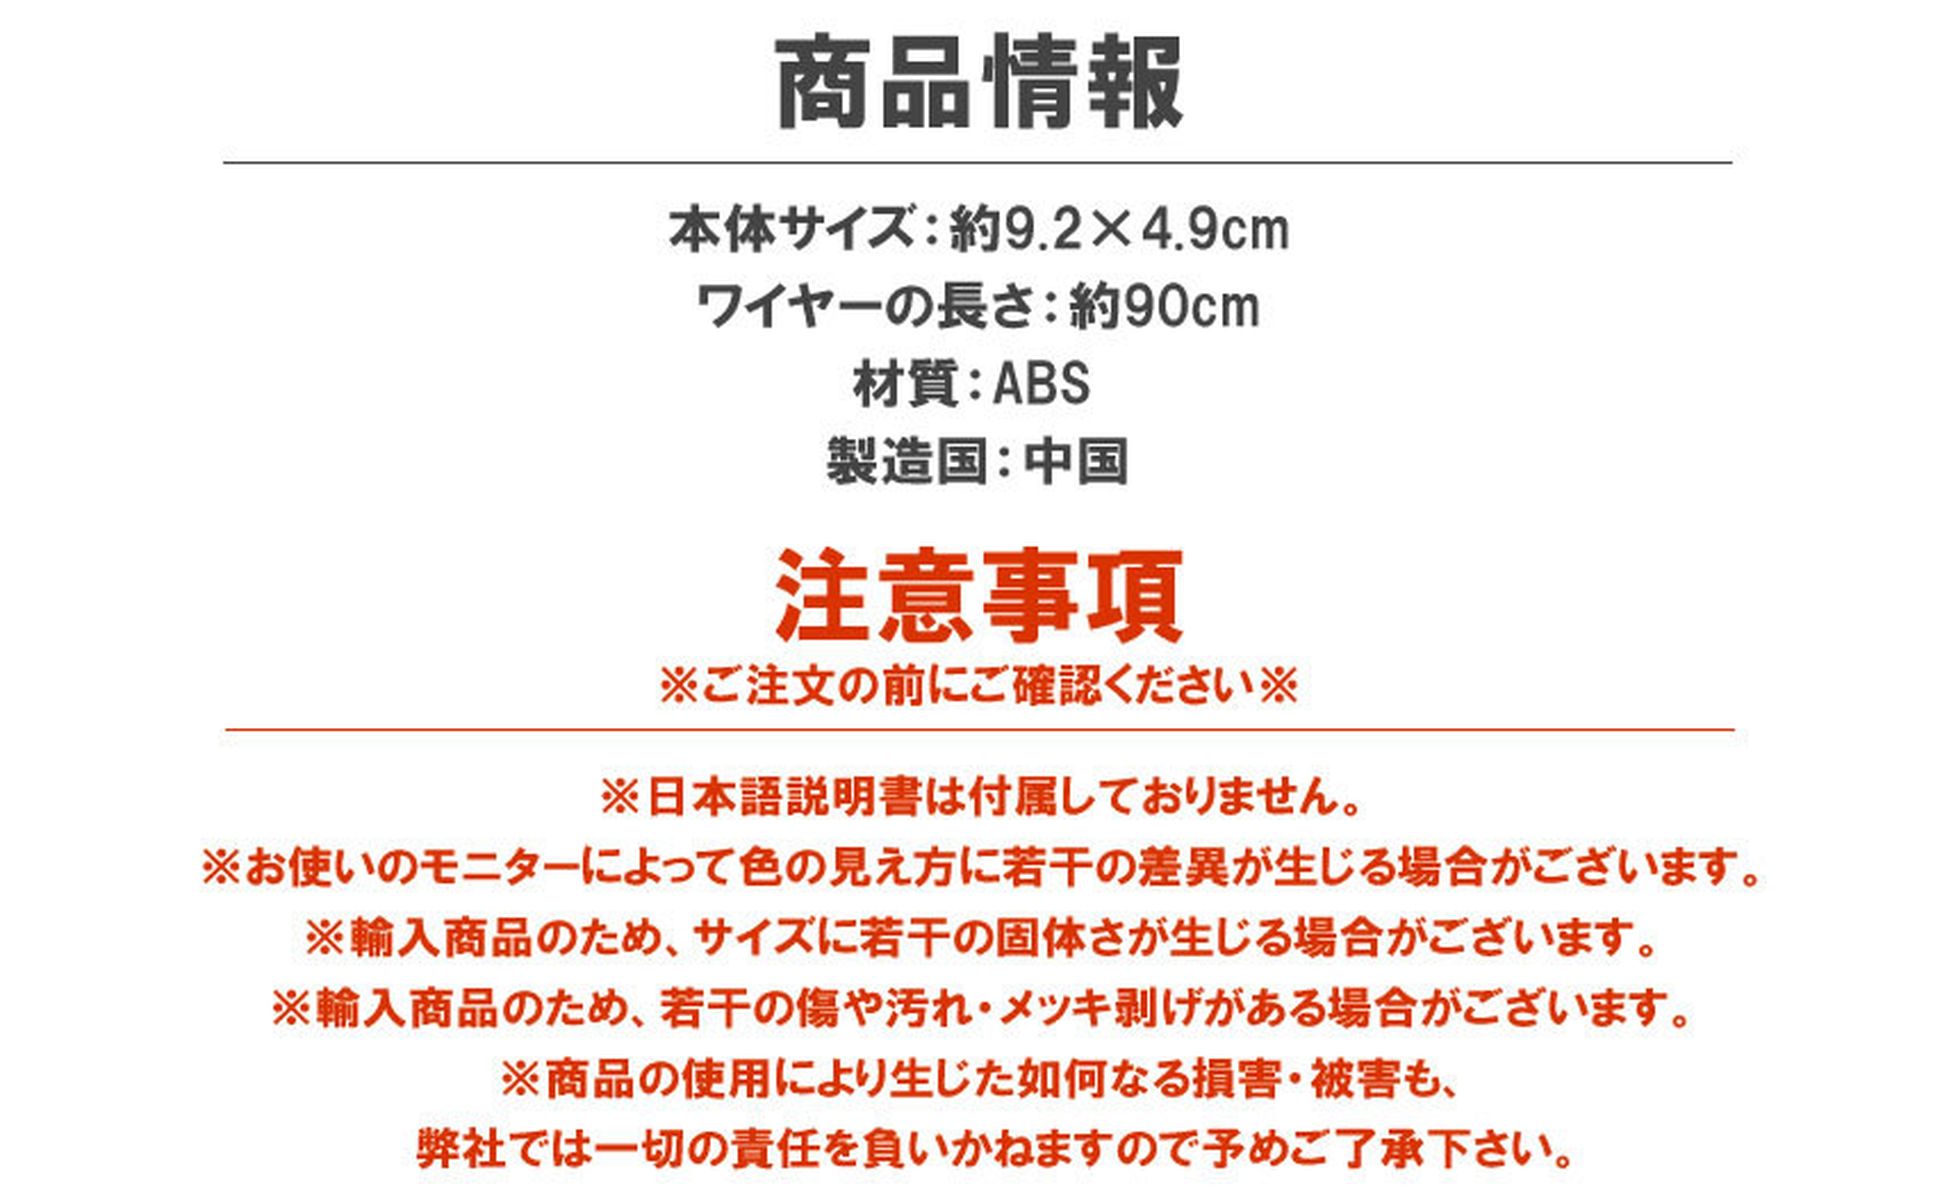 商品情報
本体サイズ：約9.2×4.9cm
ワイヤーの長さ：約90cm
材質：ABS
製造国：中国
注意事項
※ご注文の前にご確認ください※
※日本語説明書は付属しておりません。
※お使いのモニターによって色の見え方に若干の差異が生じる場合がございます。
※輸入商品のため、サイズに若干の固体さが生じる場合がございます。
※輸入商品のため、若干の傷や汚れ・メッキ剥げがある場合がございます。
※商品の使用により生じた如何なる損害・被害も、
弊社では一切の責任を負いかねますので予めご了承下さい。